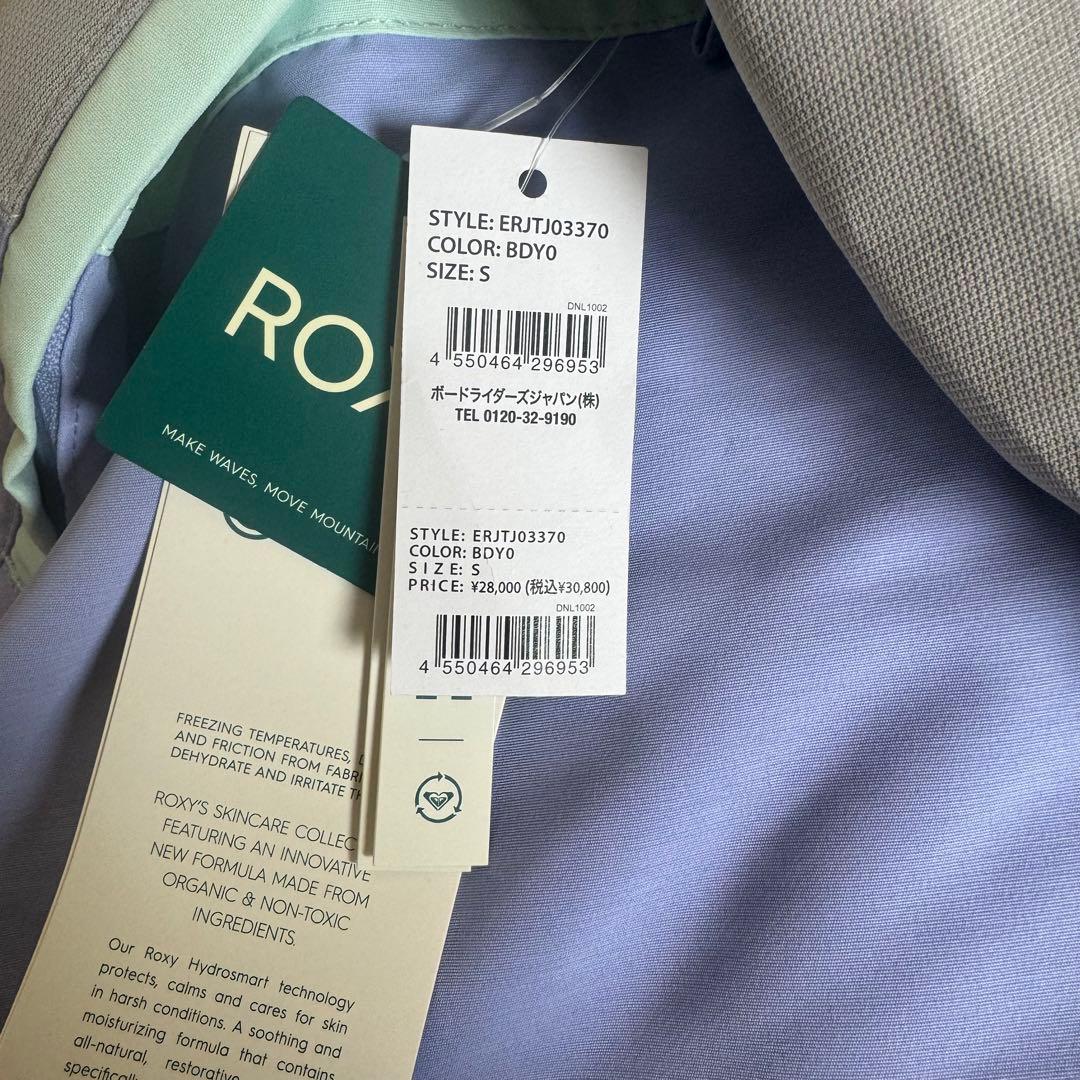 ROX
MAKE WAVES, MOVE MOUNTAI
STYLE: ERJTJ03370
COLOR: BDY0
SIZE: S
DNL1002
4 550464 296953
ボードライダーズジャパン(株)
TEL 0120-32-9190
STYLE: ERJTJ03370
COLOR: BDY0
SIZE: S
PRICE: ¥28,000 (税込¥30,800)
DNL1002
4 550464 296953
FREEZING TEMPERATURES,
AND FRICTION FROM FABRI
DEHYDRATE AND IRRITATE TH
ROXY'S SKINCARE COLLEC
FEATURING AN INNOVATIVE
NEW FORMULA MADE FROM
ORGANIC & NON-TOXIC
INGREDIENTS.
Our Roxy Hydrosmart technology
protects, calms and cares for skin
in harsh conditions. A soothing and
moisturizing formula that contains
all-natural, restorative
specifically